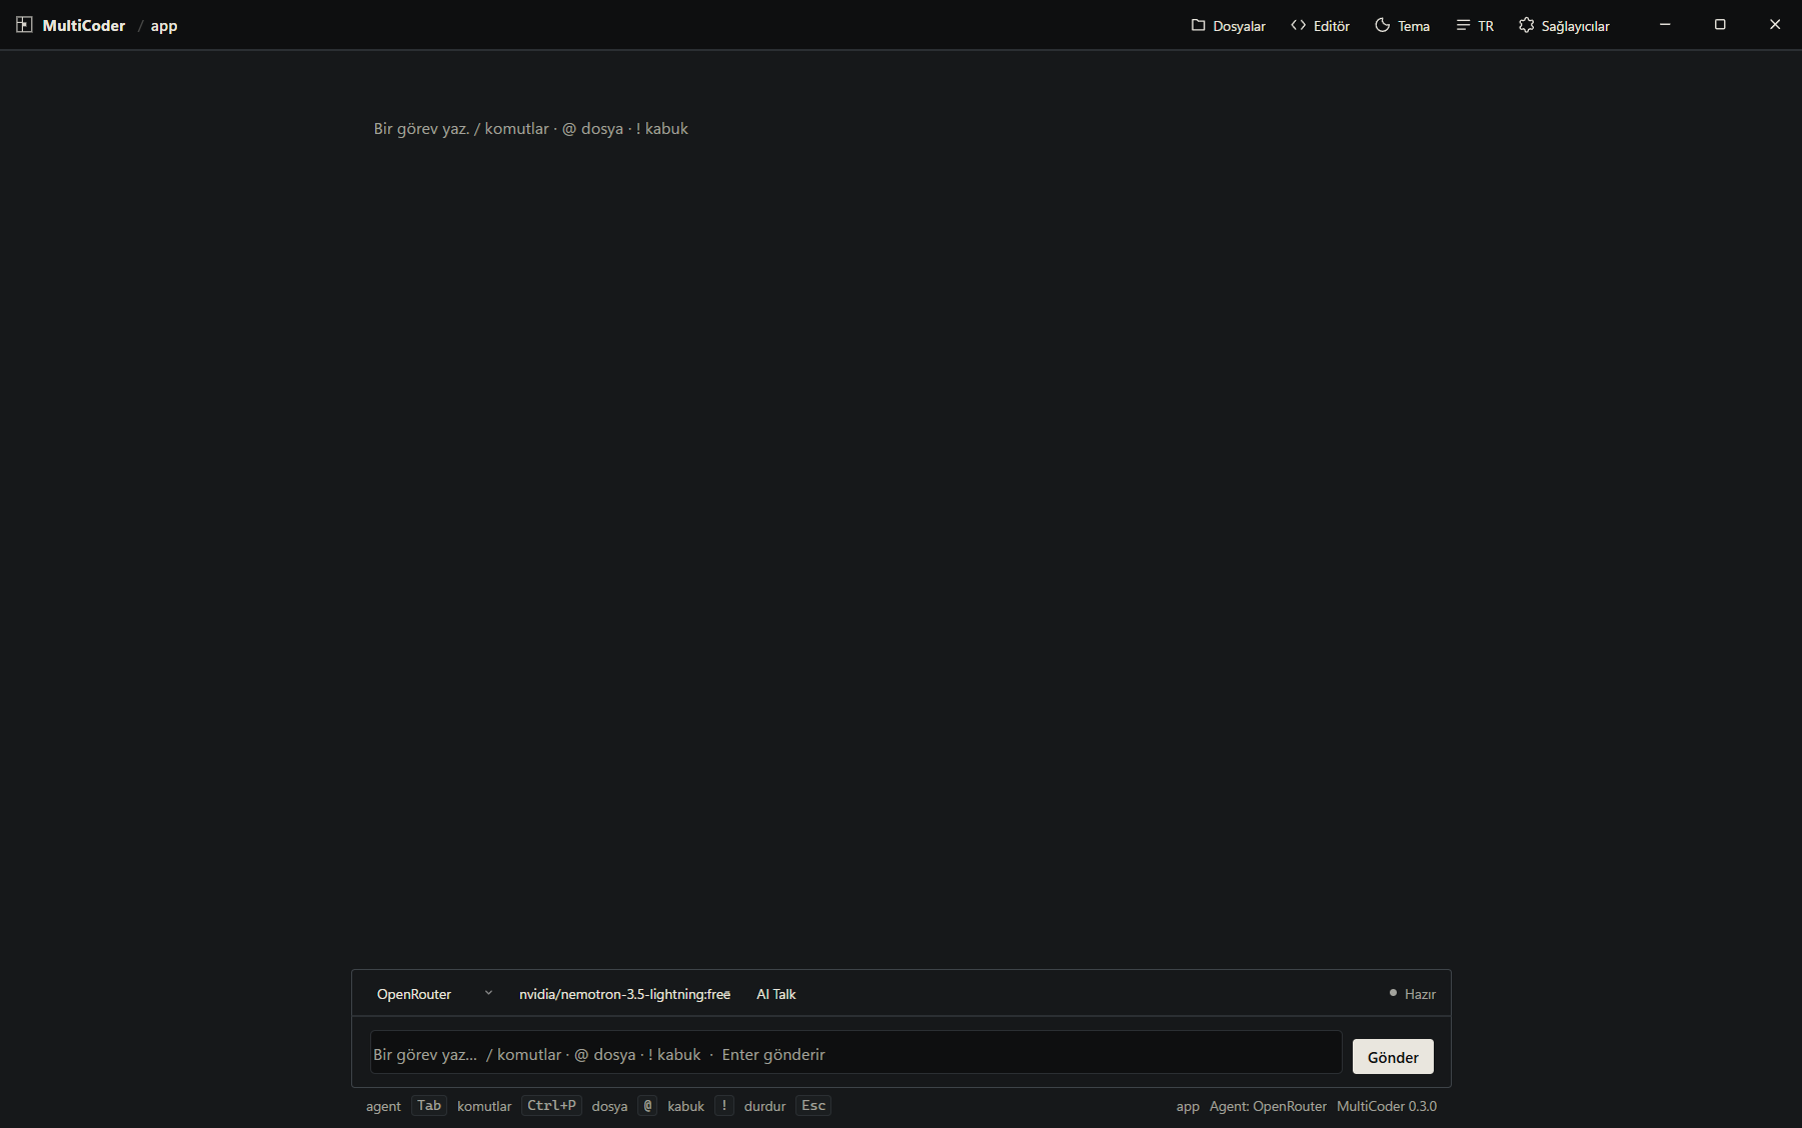 MultiCoder / app
Dosyalar
Editör
Tema
TR
Sağlayıcılar
Bir görev yaz. / komutlar · @ dosya · ! kabuk
OpenRouter
nvidia/nemotron-3.5-lightning:free
AI Talk
Hazır
Bir görev yaz... / komutlar · @ dosya · ! kabuk · Enter gönderir
Gönder
agent Tab komutlar Ctrl+P dosya @ kabuk ! durdur Esc
app Agent: OpenRouter MultiCoder 0.3.0